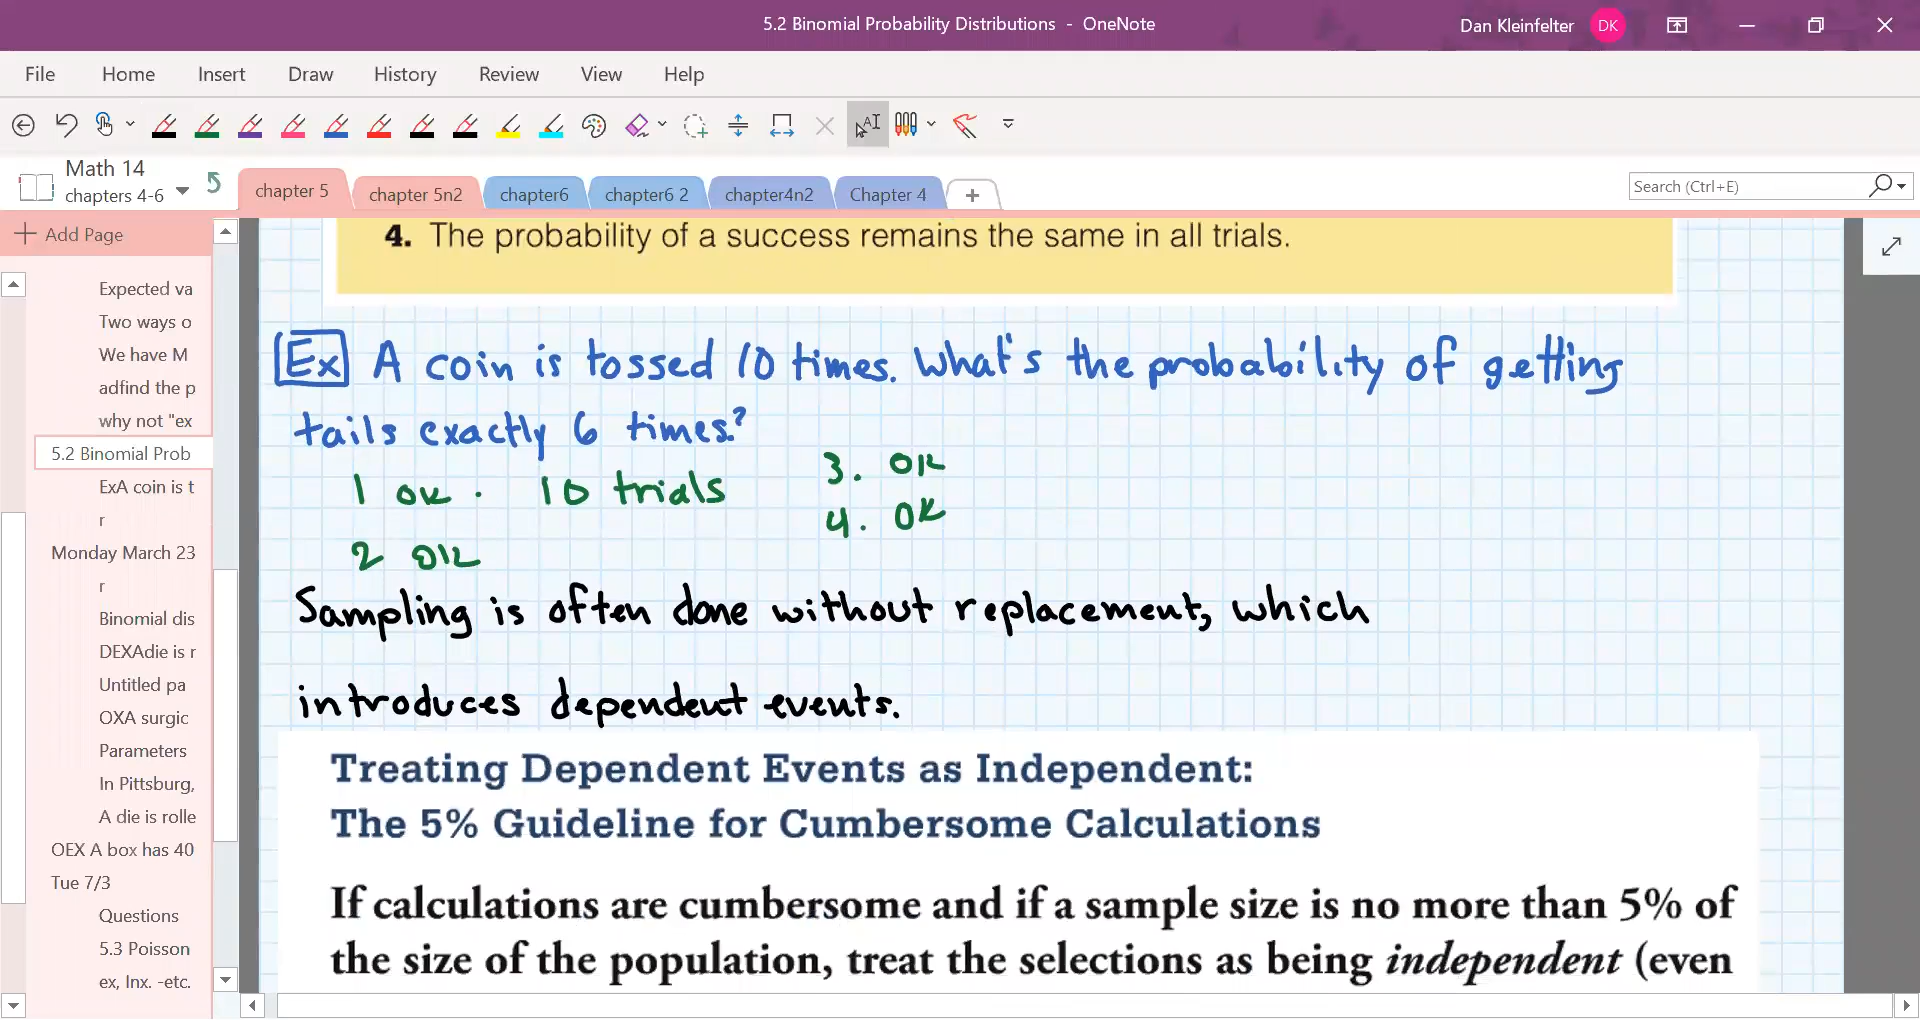 5.2 Binomial Probability Distributions - OneNote
Dan Kleinfelter DK
File Home Insert Draw History Review View Help
Math 14
chapters 4-6
chapter 5 chapter 5n2 chapter6 chapter6 2 chapter4n2 Chapter 4 +
Search (Ctrl+E)
Add Page
Expected va
Two ways o
We have M
adfind the p
why not "ex
5.2 Binomial Prob
ExA coin is t
r
Monday March 23
r
Binomial dis
DEXAdie is r
Untitled pa
OXA surgic
Parameters
In Pittsburg,
A die is rolle
OEX A box has 40
Tue 7/3
Questions
5.3 Poisson
ex, Inx. -etc.
4. The probability of a success remains the same in all trials.
Ex A coin is tossed 10 times. What's the probability of getting
tails exactly 6 times?
1 OK . 10 trials
2 OK
3. OK
4. OK
Sampling is often done without replacement, which
introduces dependent events.
Treating Dependent Events as Independent:
The 5% Guideline for Cumbersome Calculations
If calculations are cumbersome and if a sample size is no more than 5% of
the size of the population, treat the selections as being independent (even